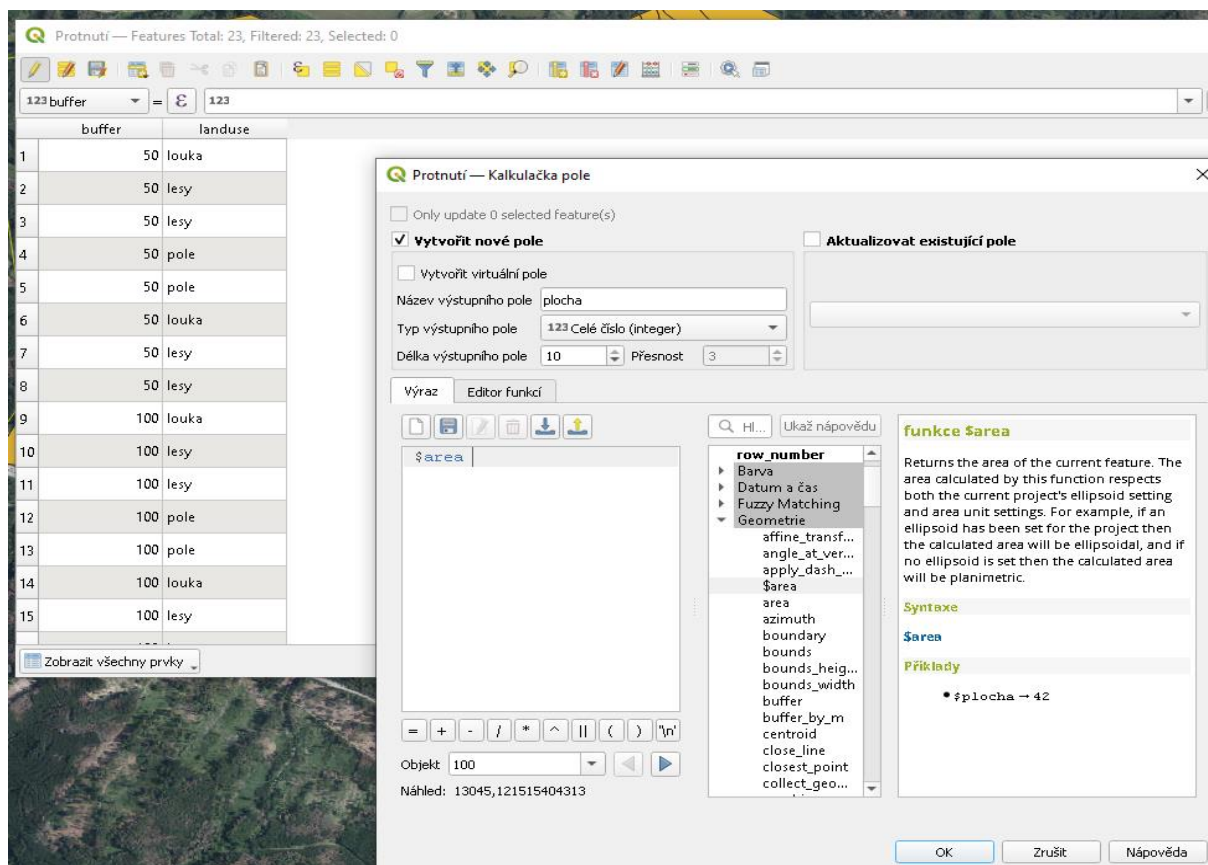 Protnutí — Features Total: 23, Filtered: 23, Selected: 0
123 buffer = ε 123
buffer landuse
1 50 louka
2 50 lesy
3 50 lesy
4 50 pole
5 50 pole
6 50 louka
7 50 lesy
8 50 lesy
9 100 louka
10 100 lesy
11 100 lesy
12 100 pole
13 100 pole
14 100 louka
15 100 lesy
Zobrazit všechny prvky
Protnutí — Kalkulačka pole
Only update 0 selected feature(s)
Vytvořit nové pole
Aktualizovat existující pole
Vytvořit virtuální pole
Název výstupního pole plocha
Typ výstupního pole 123 Celé číslo (integer)
Délka výstupního pole 10 Přesnost 3
Výraz Editor funkcí
$area
= + - / * ^ || ( ) '\n'
Objekt 100
Náhled: 13045,121515404313
Hl... Ukaž nápovědu
row_number
Barva
Datum a čas
Fuzzy Matching
Geometrie
affine_transf...
angle_at_ver...
apply_dash_...
$area
area
azimuth
boundary
bounds
bounds_heig...
bounds_width
buffer
buffer_by_m
centroid
close_line
closest_point
collect_geo...
funkce $area
Returns the area of the current feature. The
area calculated by this function respects
both the current project's ellipsoid setting
and area unit settings. For example, if an
ellipsoid has been set for the project then
the calculated area will be ellipsoidal, and if
no ellipsoid is set then the calculated area
will be planimetric.
Syntaxe
$area
Příklady
• $plocha → 42
OK Zrušit Nápověda